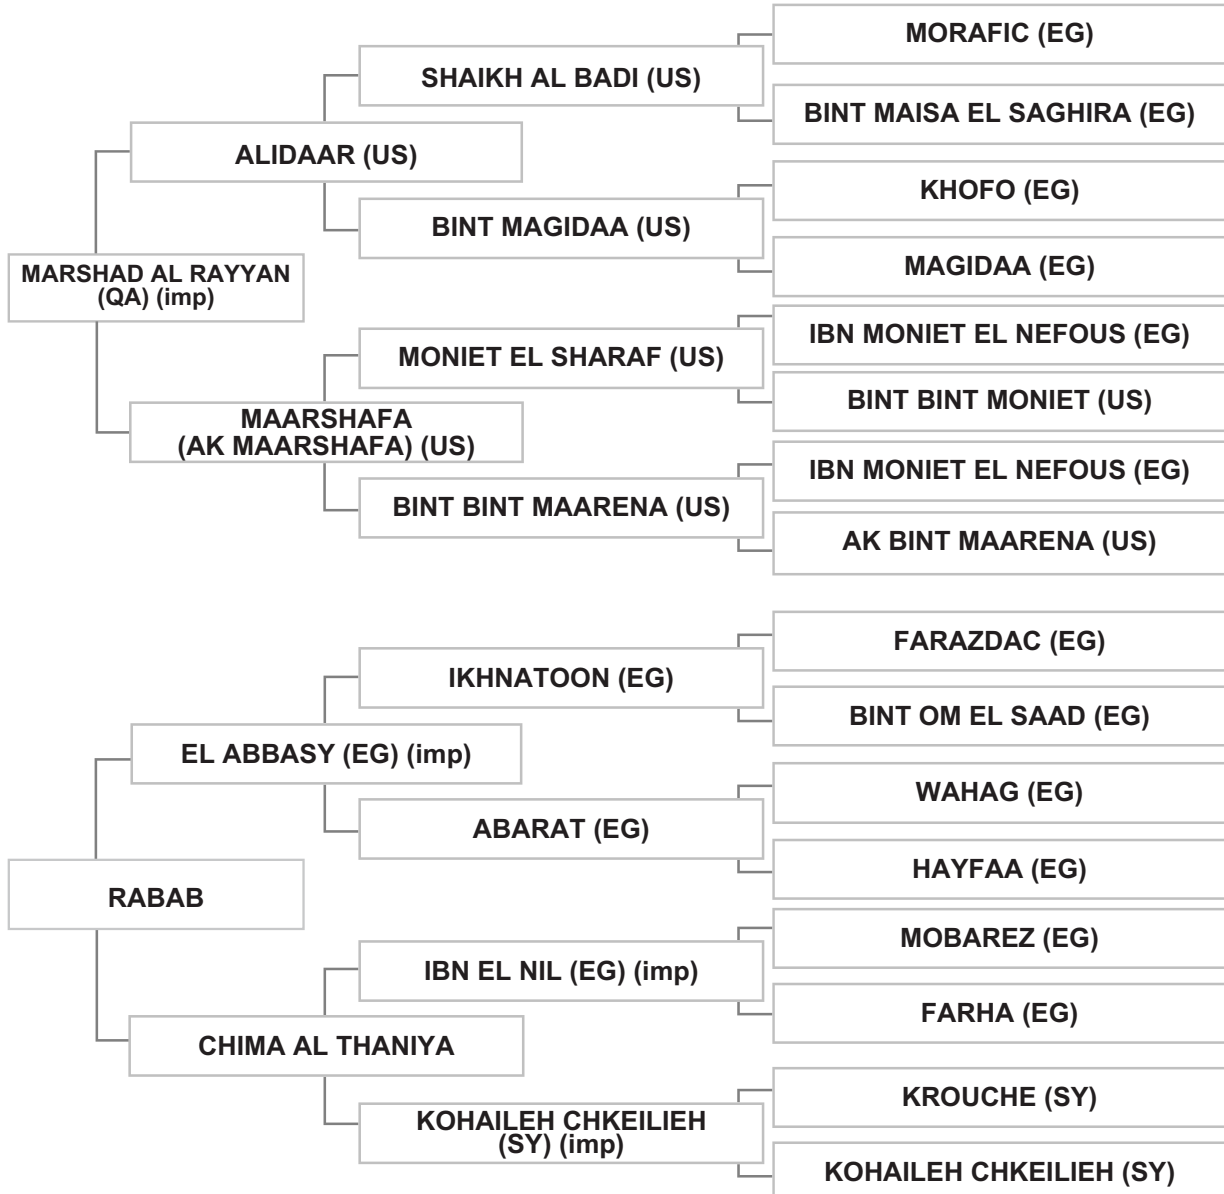 MORAFIC (EG)
SHAIKH AL BADI (US)
BINT MAISA EL SAGHIRA (EG)
ALIDAAR (US)
KHOFO (EG)
BINT MAGIDAA (US)
MAGIDAA (EG)
MARSHAD AL RAYYAN
(QA) (imp)
IBN MONIET EL NEFOUS (EG)
MONIET EL SHARAF (US)
BINT BINT MONIET (US)
MAARSHAFA
(AK MAARSHAFA) (US)
IBN MONIET EL NEFOUS (EG)
BINT BINT MAARENA (US)
AK BINT MAARENA (US)
FARAZDAC (EG)
IKHNATOON (EG)
BINT OM EL SAAD (EG)
EL ABBASY (EG) (imp)
WAHAG (EG)
ABARAT (EG)
HAYFAA (EG)
RABAB
MOBAREZ (EG)
IBN EL NIL (EG) (imp)
FARHA (EG)
CHIMA AL THANIYA
KROUCHE (SY)
KOHAILEH CHKEILIEH
(SY) (imp)
KOHAILEH CHKEILIEH (SY)